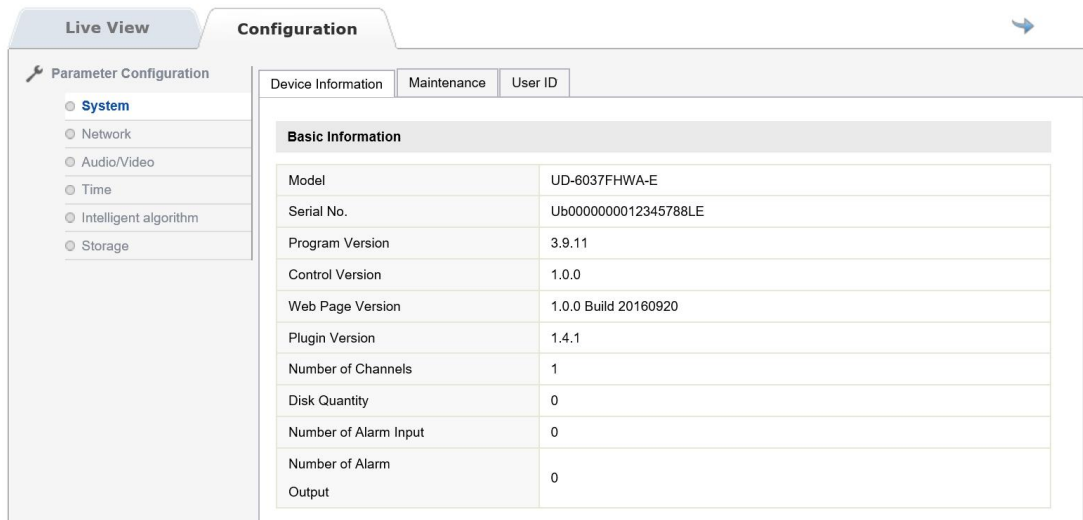 Live View
Configuration
Parameter Configuration
System
Network
Audio/Video
Time
Intelligent algorithm
Storage
Device Information Maintenance User ID
Basic Information
Model UD-6037FHWA-E
Serial No. Ub0000000012345788LE
Program Version 3.9.11
Control Version 1.0.0
Web Page Version 1.0.0 Build 20160920
Plugin Version 1.4.1
Number of Channels 1
Disk Quantity 0
Number of Alarm Input 0
Number of Alarm
Output 0